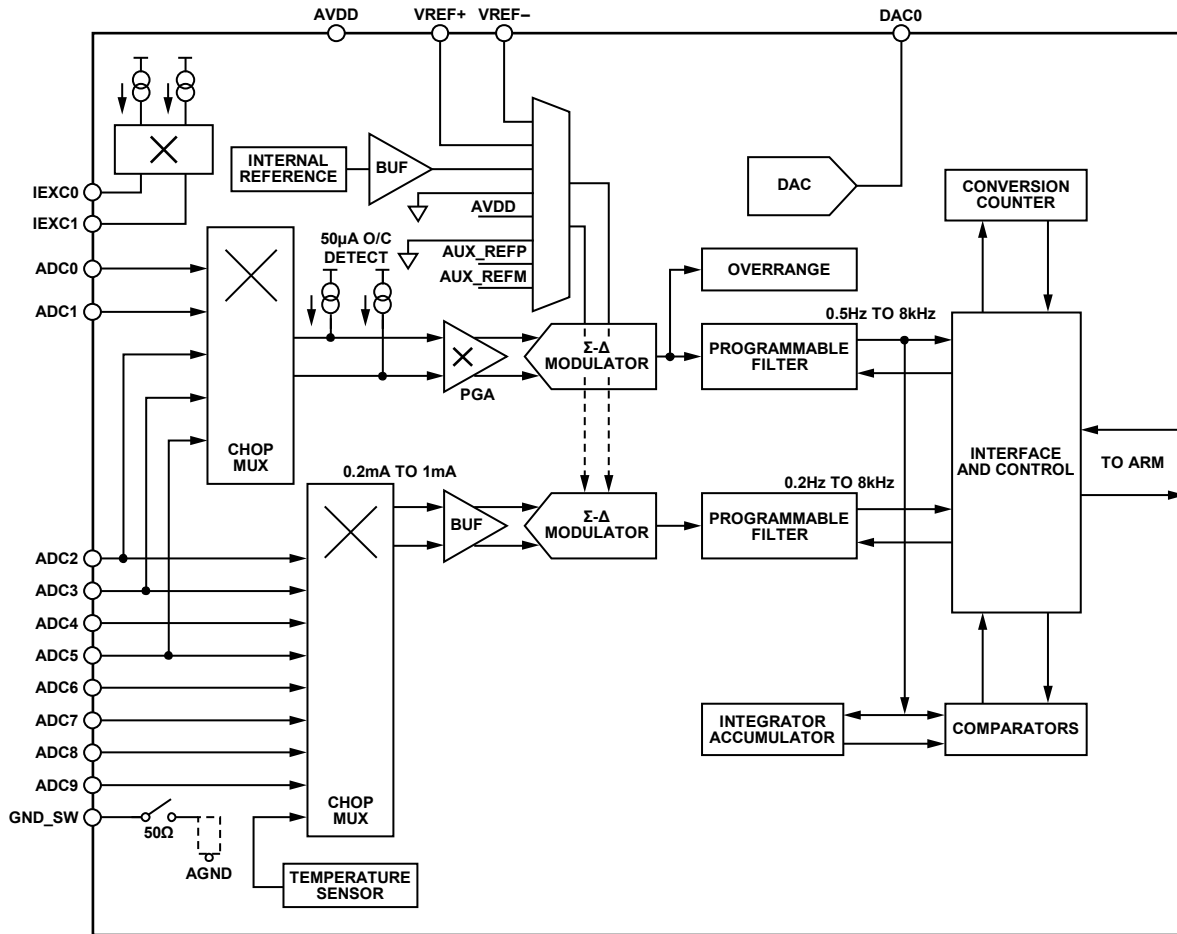 AVDD
VREF+
VREF–
DAC0
IEXC0
IEXC1
ADC0
ADC1
INTERNAL
REFERENCE
BUF
AVDD
AUX_REFP
AUX_REFM
50µA O/C
DETECT
DAC
CONVERSION
COUNTER
OVERRANGE
0.5Hz TO 8kHz
Σ-Δ
MODULATOR
PROGRAMMABLE
FILTER
PGA
CHOP
MUX
INTERFACE
AND CONTROL
TO ARM
0.2mA TO 1mA
0.2Hz TO 8kHz
BUF
Σ-Δ
MODULATOR
PROGRAMMABLE
FILTER
ADC2
ADC3
ADC4
ADC5
ADC6
ADC7
ADC8
ADC9
GND_SW
50Ω
AGND
CHOP
MUX
TEMPERATURE
SENSOR
INTEGRATOR
ACCUMULATOR
COMPARATORS